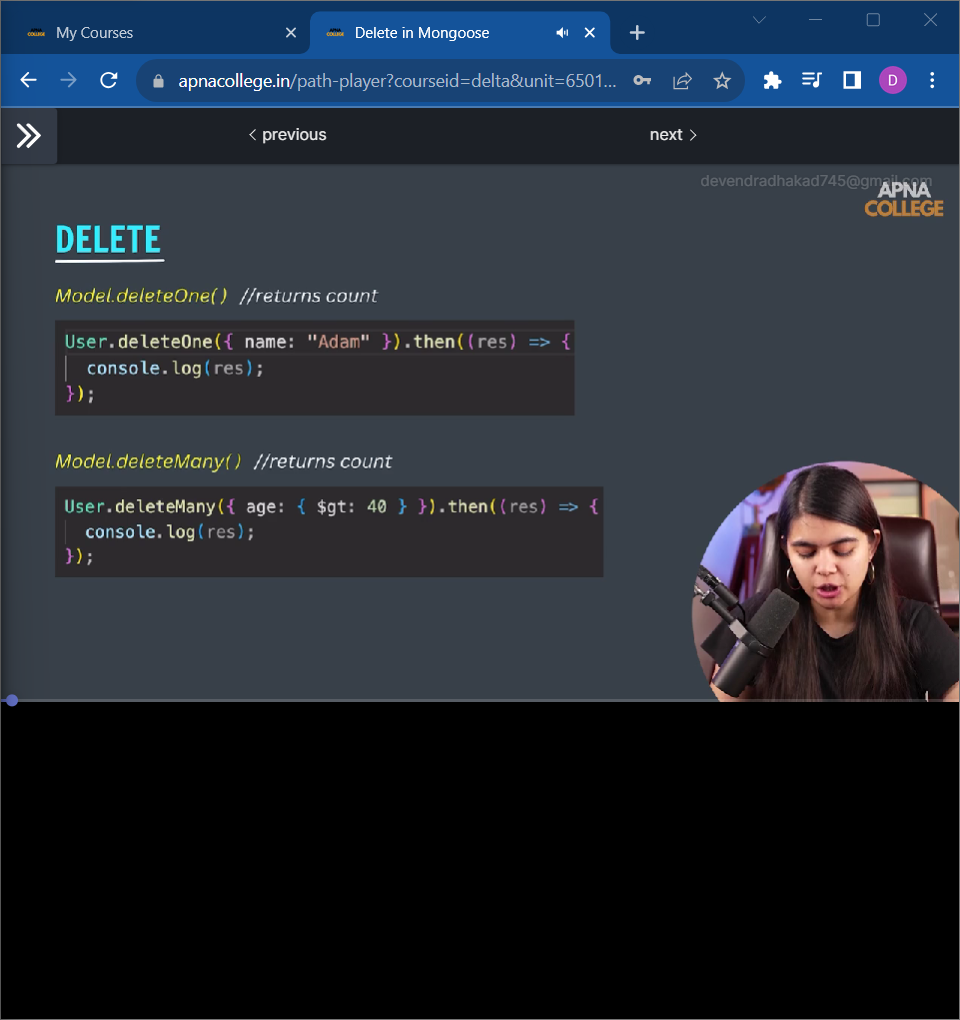 My Courses
Delete in Mongoose
apnacollege.in/path-player?courseid=delta&unit=6501...
D
previous
next
devendradhakad745@gmail.com
APNA
COLLEGE
DELETE
Model.deleteOne() //returns count
User.deleteOne({ name: "Adam" }).then((res) => {
console.log(res);
});
Model.deleteMany() //returns count
User.deleteMany({ age: { $gt: 40 } }).then((res) => {
console.log(res);
});